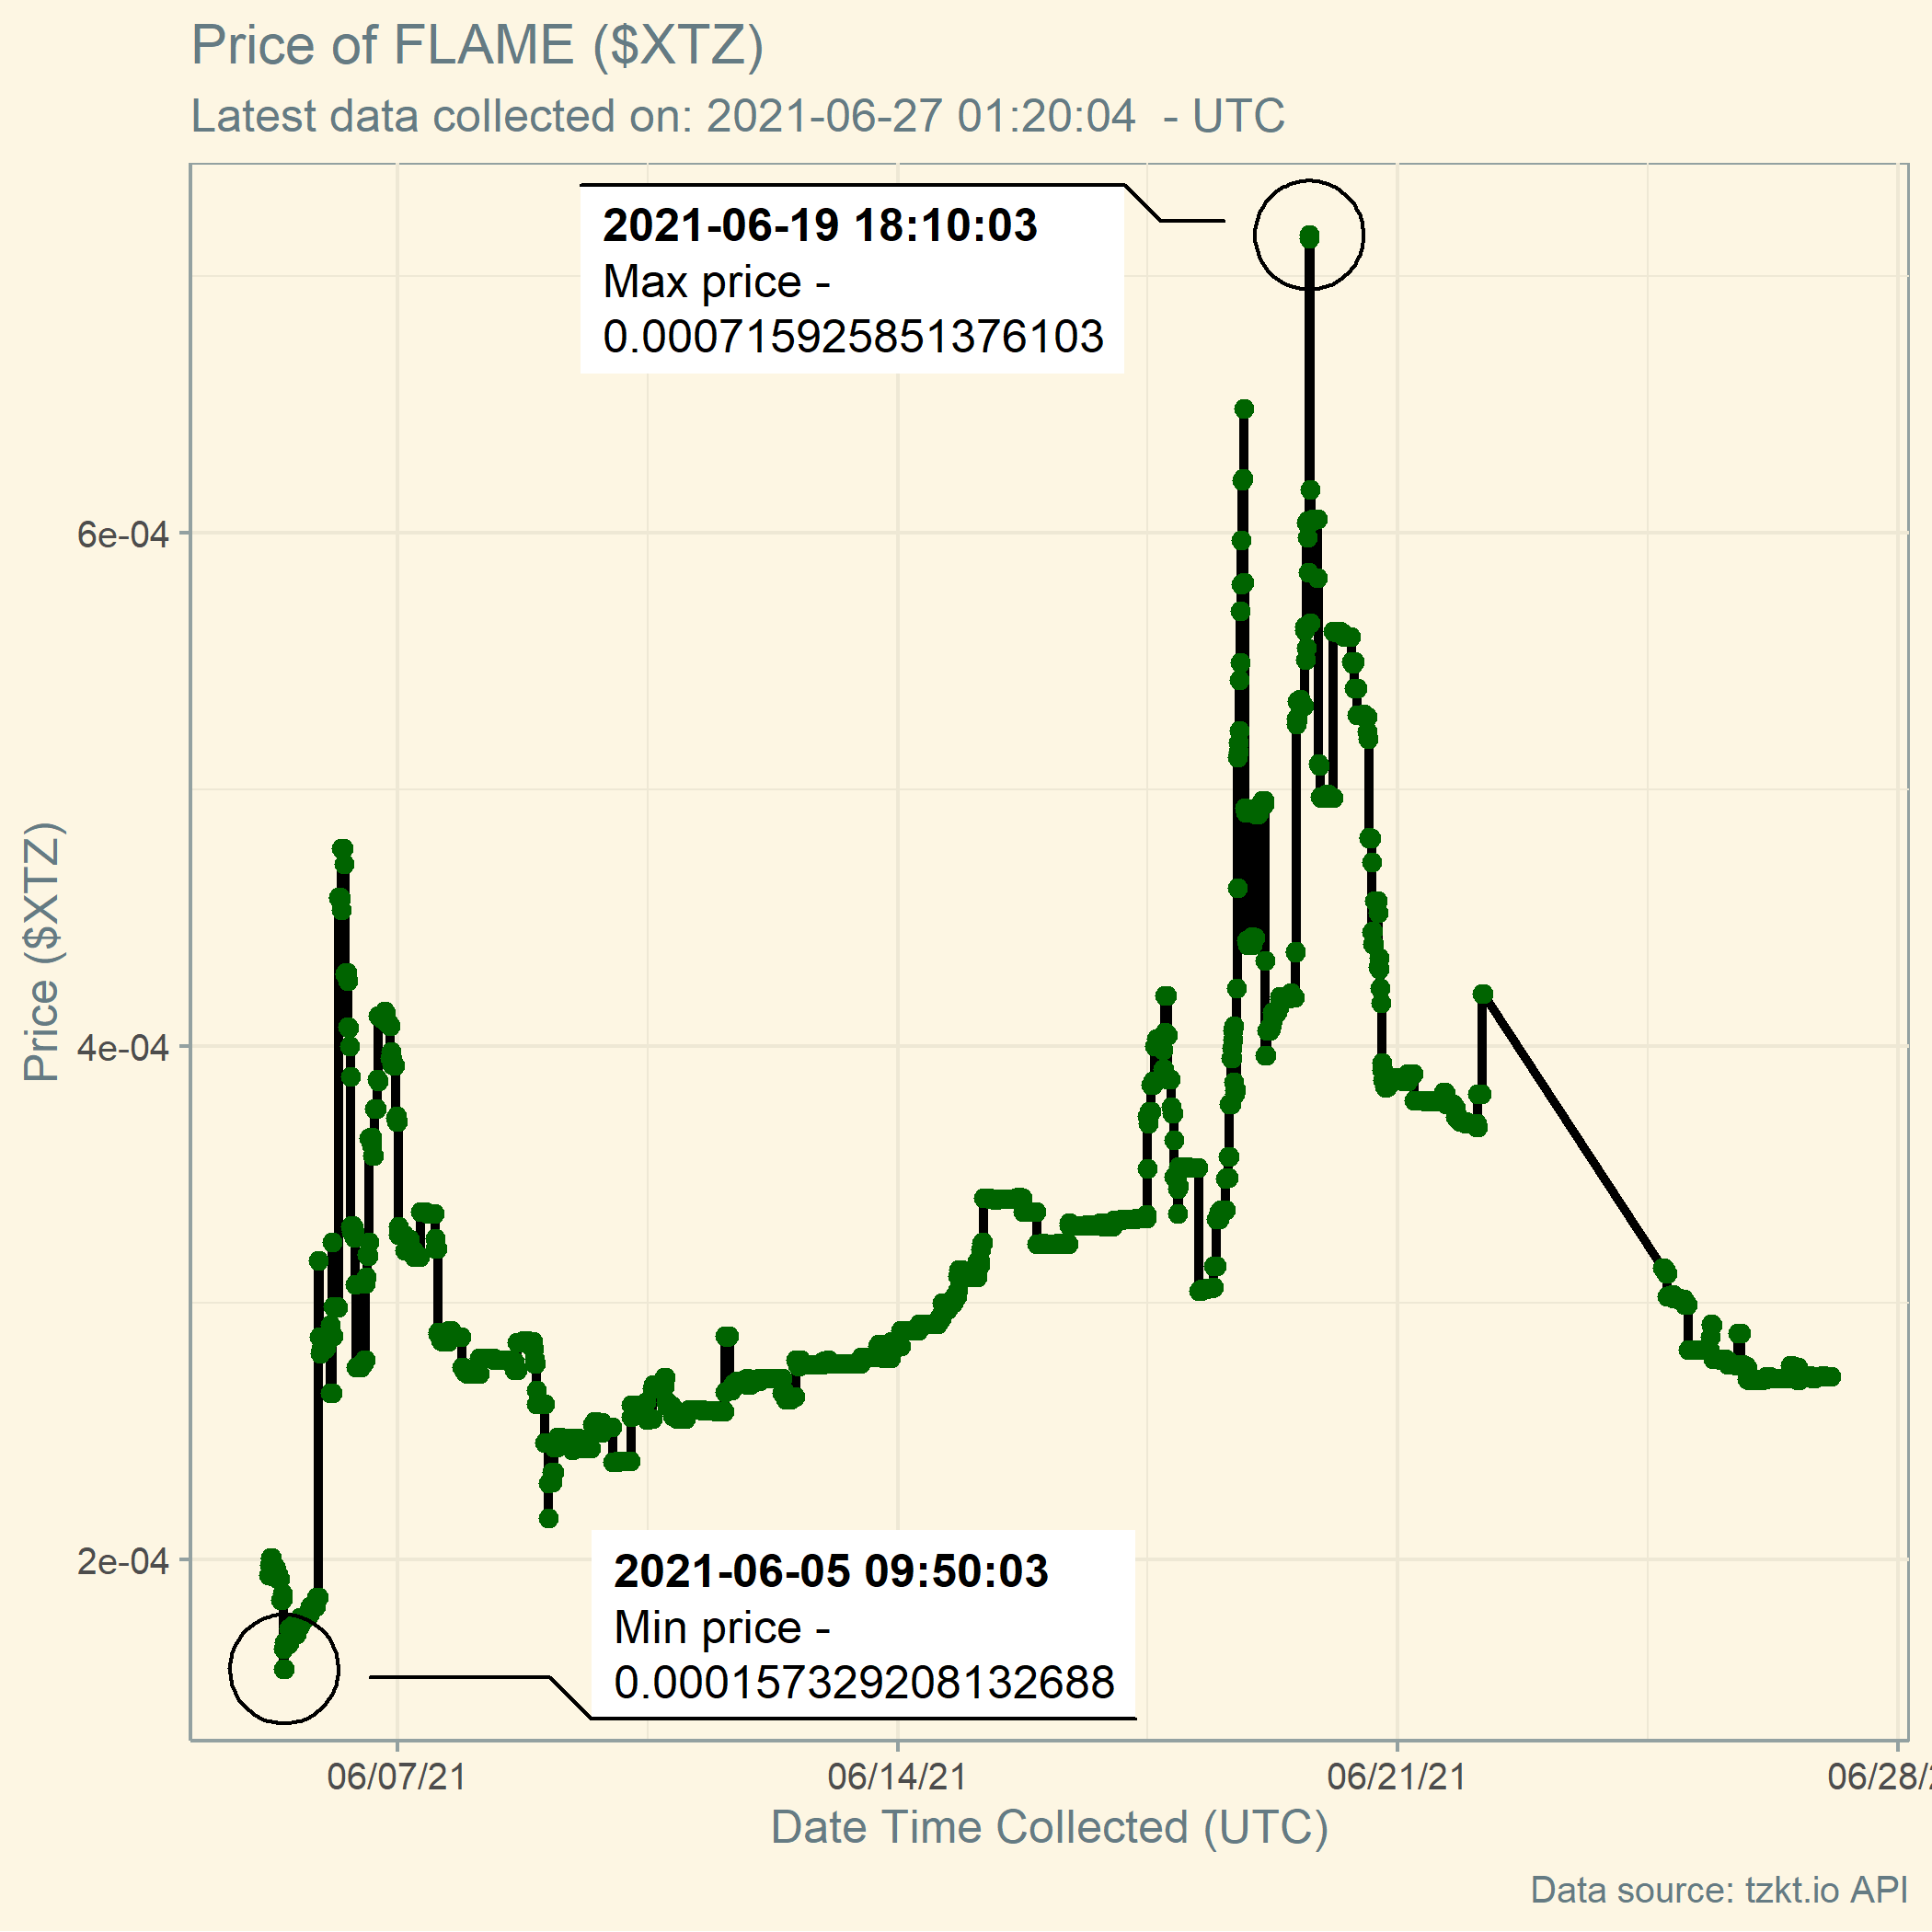 Price of FLAME ($XTZ)
Latest data collected on: 2021-06-27 01:20:04  - UTC
2021-06-19 18:10:03
Max price -
0.000715925851376103
6e-04
4e-04
2e-04
Price ($XTZ)
2021-06-05 09:50:03
Min price -
0.000157329208132688
06/07/21
06/14/21
06/21/21
06/28/2
Date Time Collected (UTC)
Data source: tzkt.io API